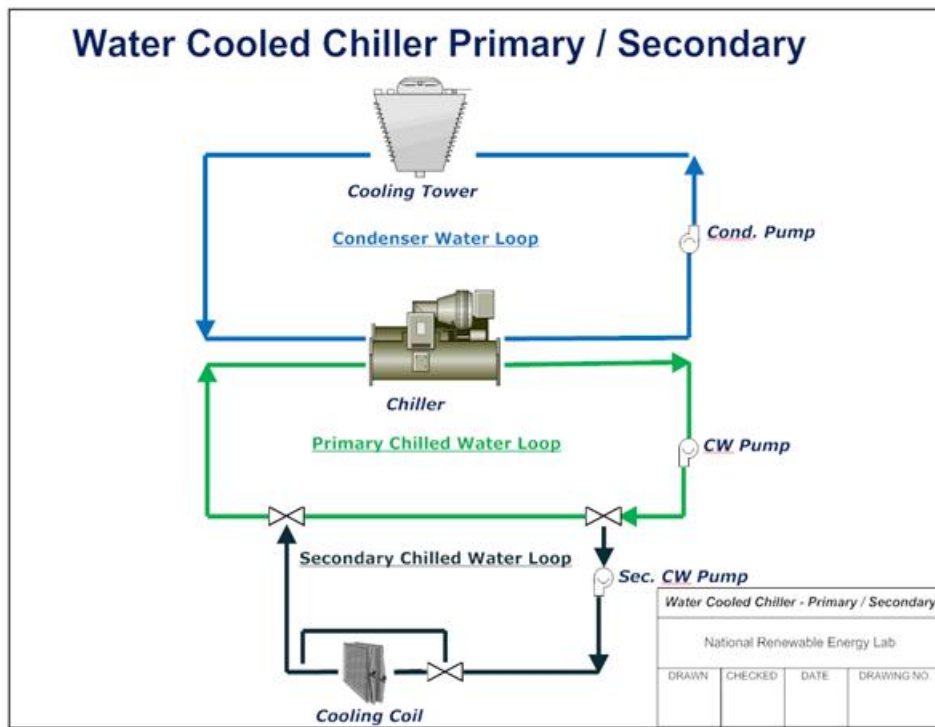 Water Cooled Chiller Primary / Secondary
Cooling Tower
Condenser Water Loop
Cond. Pump
Chiller
Primary Chilled Water Loop
CW Pump
Secondary Chilled Water Loop
Sec. CW Pump
Cooling Coil
Water Cooled Chiller - Primary / Secondary
National Renewable Energy Lab
DRAWN CHECKED DATE DRAWING NO.